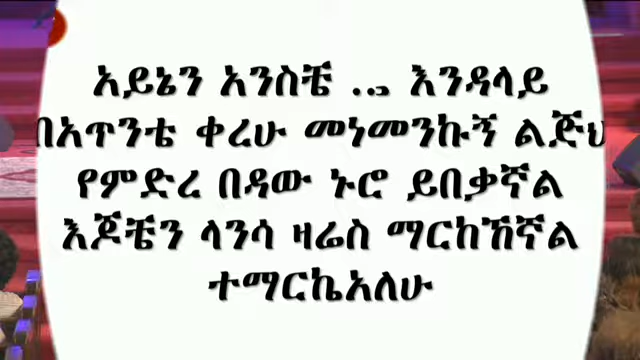 አይኔን አንስቼ ... እንዳላይ
በአጥንቴ ቀረሁ መነመንኩኝ ልጅህ
የምድረ በዳው ኑሮ ይበቃኛል
እጆቼን ላንሳ ዛሬስ ማርከኸኛል
ተማርኬአለሁ